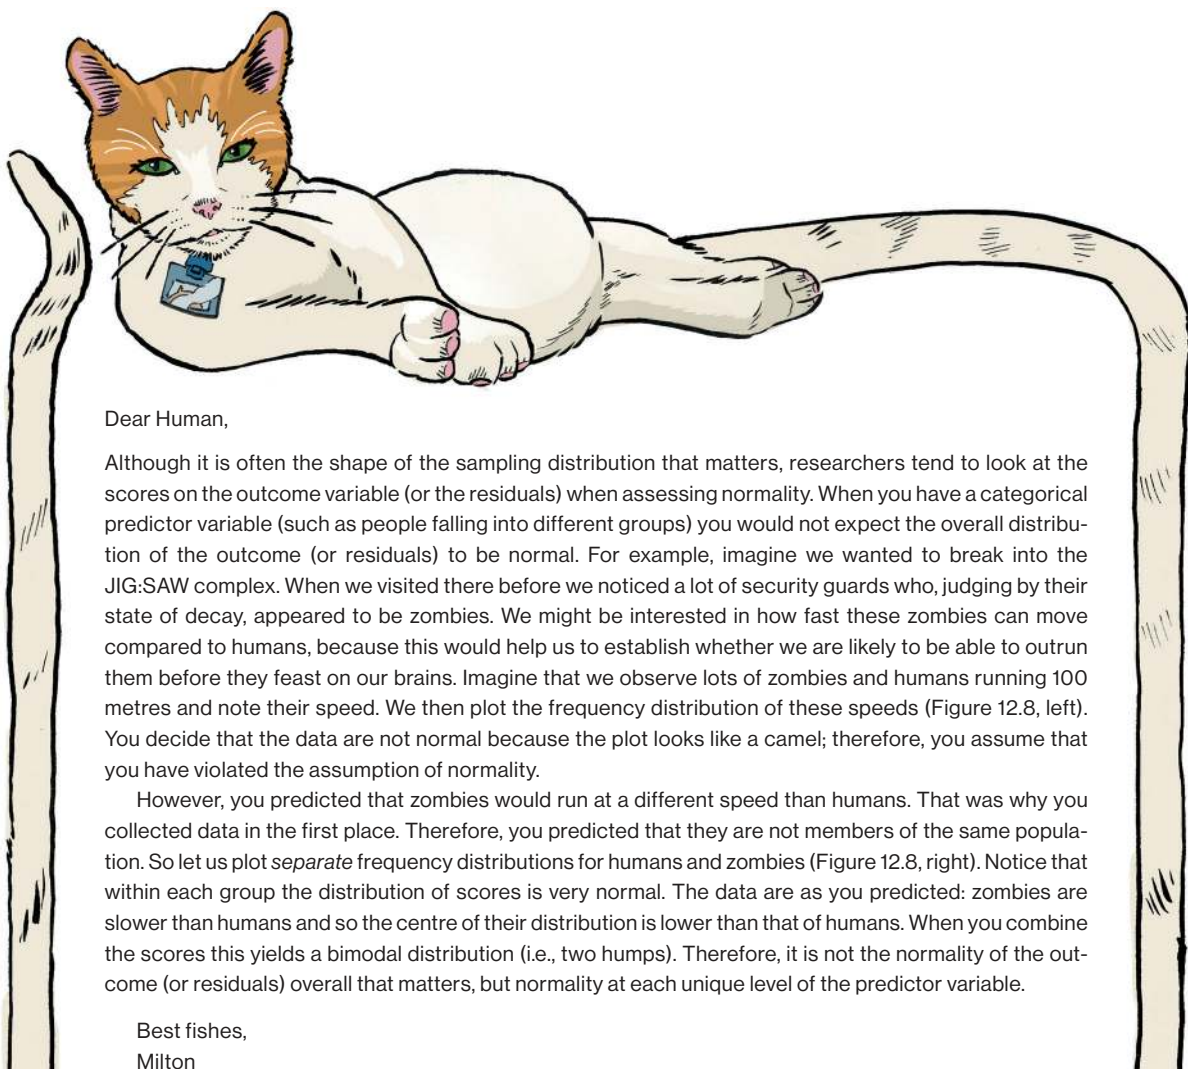 Dear Human,
Although it is often the shape of the sampling distribution that matters, researchers tend to look at the
scores on the outcome variable (or the residuals) when assessing normality. When you have a categorical
predictor variable (such as people falling into different groups) you would not expect the overall distribu-
tion of the outcome (or residuals) to be normal. For example, imagine we wanted to break into the
JIG:SAW complex. When we visited there before we noticed a lot of security guards who, judging by their
state of decay, appeared to be zombies. We might be interested in how fast these zombies can move
compared to humans, because this would help us to establish whether we are likely to be able to outrun
them before they feast on our brains. Imagine that we observe lots of zombies and humans running 100
metres and note their speed. We then plot the frequency distribution of these speeds (Figure 12.8, left).
You decide that the data are not normal because the plot looks like a camel; therefore, you assume that
you have violated the assumption of normality.
However, you predicted that zombies would run at a different speed than humans. That was why you
collected data in the first place. Therefore, you predicted that they are not members of the same popula-
tion. So let us plot separate frequency distributions for humans and zombies (Figure 12.8, right). Notice that
within each group the distribution of scores is very normal. The data are as you predicted: zombies are
slower than humans and so the centre of their distribution is lower than that of humans. When you combine
the scores this yields a bimodal distribution (i.e., two humps). Therefore, it is not the normality of the out-
come (or residuals) overall that matters, but normality at each unique level of the predictor variable.
Best fishes,
Milton